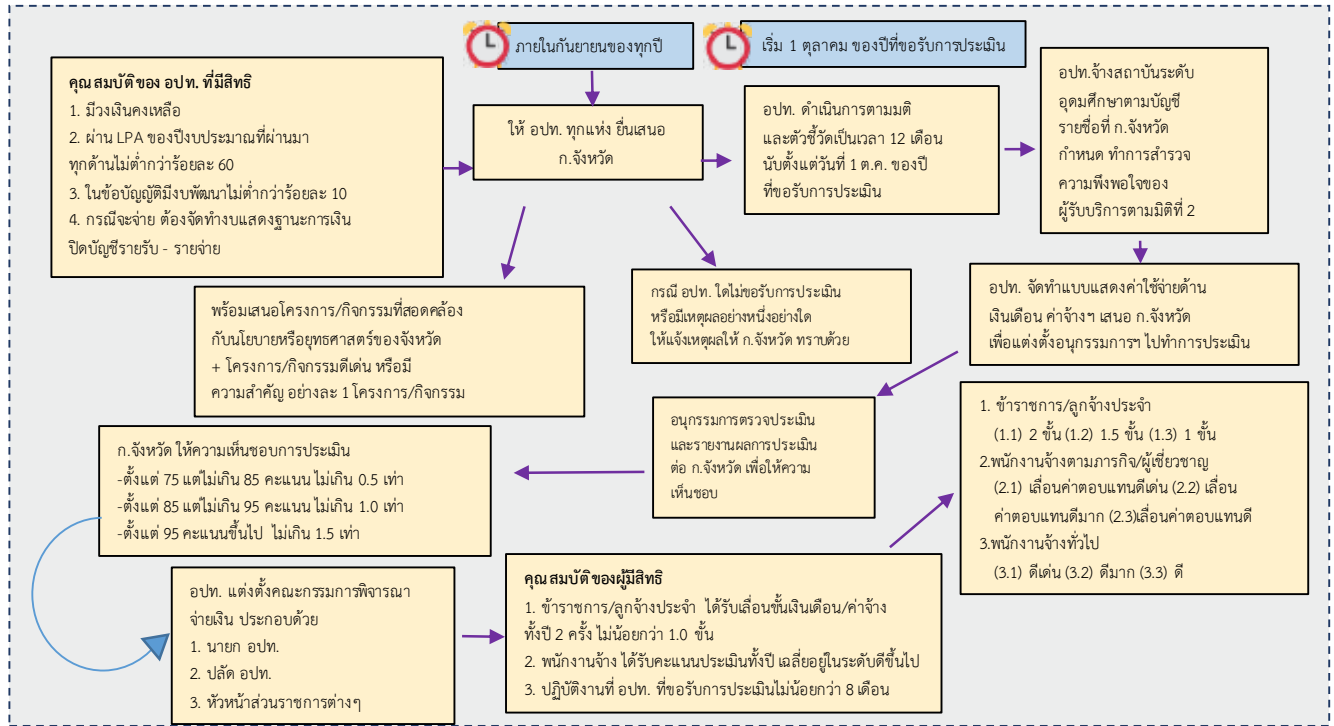 ภายในกันยายนของทุกปี
เริ่ม 1 ตุลาคม ของปีที่ขอรับการประเมิน
คุณสมบัติของ อปท. ที่มีสิทธิ
1. มีวงเงินคงเหลือ
2. ผ่าน LPA ของปีงบประมาณที่ผ่านมา
ทุกด้านไม่ต่ำกว่าร้อยละ 60
3. ในข้อบัญญัติมีงบพัฒนาไม่ต่ำกว่าร้อยละ 10
4. กรณีจะจ่าย ต้องจัดทำงบแสดงฐานะการเงิน
ปิดบัญชีรายรับ - รายจ่าย
ให้ อปท. ทุกแห่ง ยื่นเสนอ
ก.จังหวัด
อปท. ดำเนินการตามมติ
และตัวชี้วัดเป็นเวลา 12 เดือน
นับตั้งแต่วันที่ 1 ต.ค. ของปี
ที่ขอรับการประเมิน
อปท.จ้างสถาบันระดับ
อุดมศึกษาตามบัญชี
รายชื่อที่ ก.จังหวัด
กำหนด ทำการสำรวจ
ความพึงพอใจของ
ผู้รับบริการตามมิติที่ 2
พร้อมเสนอโครงการ/กิจกรรมที่สอดคล้อง
กับนโยบายหรือยุทธศาสตร์ของจังหวัด
+ โครงการ/กิจกรรมดีเด่น หรือมี
ความสำคัญ อย่างละ 1 โครงการ/กิจกรรม
กรณี อปท. ใดไม่ขอรับการประเมิน
หรือมีเหตุผลอย่างหนึ่งอย่างใด
ให้แจ้งเหตุผลให้ ก.จังหวัด ทราบด้วย
อปท. จัดทำแบบแสดงค่าใช้จ่ายด้าน
เงินเดือน ค่าจ้างฯ เสนอ ก.จังหวัด
เพื่อแต่งตั้งอนุกรรมการฯ ไปทำการประเมิน
อนุกรรมการตรวจประเมิน
และรายงานผลการประเมิน
ต่อ ก.จังหวัด เพื่อให้ความ
เห็นชอบ
ก.จังหวัด ให้ความเห็นชอบการประเมิน
-ตั้งแต่ 75 แต่ไม่เกิน 85 คะแนน ไม่เกิน 0.5 เท่า
-ตั้งแต่ 85 แต่ไม่เกิน 95 คะแนน ไม่เกิน 1.0 เท่า
-ตั้งแต่ 95 คะแนนขึ้นไป ไม่เกิน 1.5 เท่า
อปท. แต่งตั้งคณะกรรมการพิจารณา
จ่ายเงิน ประกอบด้วย
1. นายก อปท.
2. ปลัด อปท.
3. หัวหน้าส่วนราชการต่างๆ
คุณสมบัติของผู้มีสิทธิ
1. ข้าราชการ/ลูกจ้างประจำ ได้รับเลื่อนขั้นเงินเดือน/ค่าจ้าง
ทั้งปี 2 ครั้ง ไม่น้อยกว่า 1.0 ขั้น
2. พนักงานจ้าง ได้รับคะแนนประเมินทั้งปี เฉลี่ยอยู่ในระดับดีขึ้นไป
3. ปฏิบัติงานที่ อปท. ที่ขอรับการประเมินไม่น้อยกว่า 8 เดือน
1. ข้าราชการ/ลูกจ้างประจำ
(1.1) 2 ขั้น (1.2) 1.5 ขั้น (1.3) 1 ขั้น
2.พนักงานจ้างตามภารกิจ/ผู้เชี่ยวชาญ
(2.1) เลื่อนค่าตอบแทนดีเด่น (2.2) เลื่อน
ค่าตอบแทนดีมาก (2.3)เลื่อนค่าตอบแทนดี
3.พนักงานจ้างทั่วไป
(3.1) ดีเด่น (3.2) ดีมาก (3.3) ดี